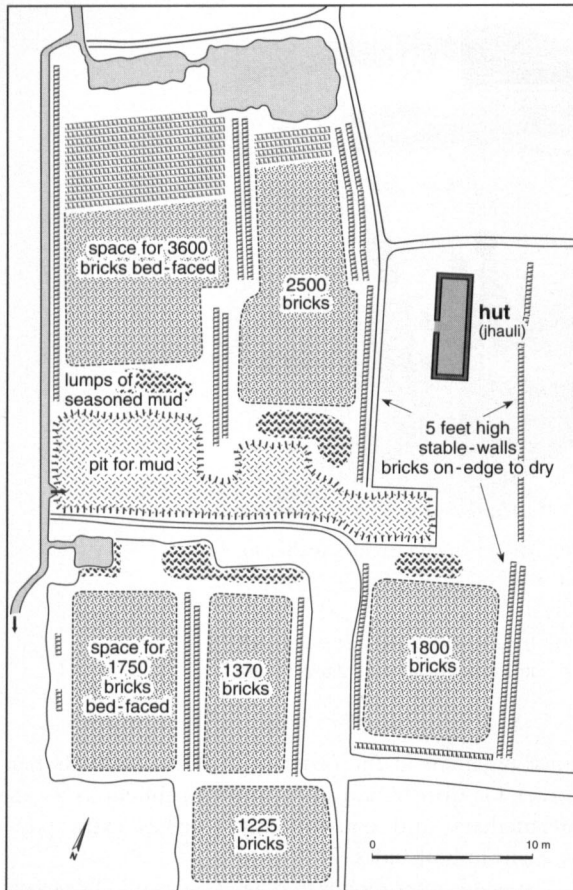 space for 3600
bricks bed-faced
2500
bricks
hut
(jhauli)
lumps of
seasoned mud
5 feet high
stable-walls
bricks on-edge to dry
pit for mud
space for
1750
bricks
bed-faced
1370
bricks
1800
bricks
1225
bricks
N
0 10 m